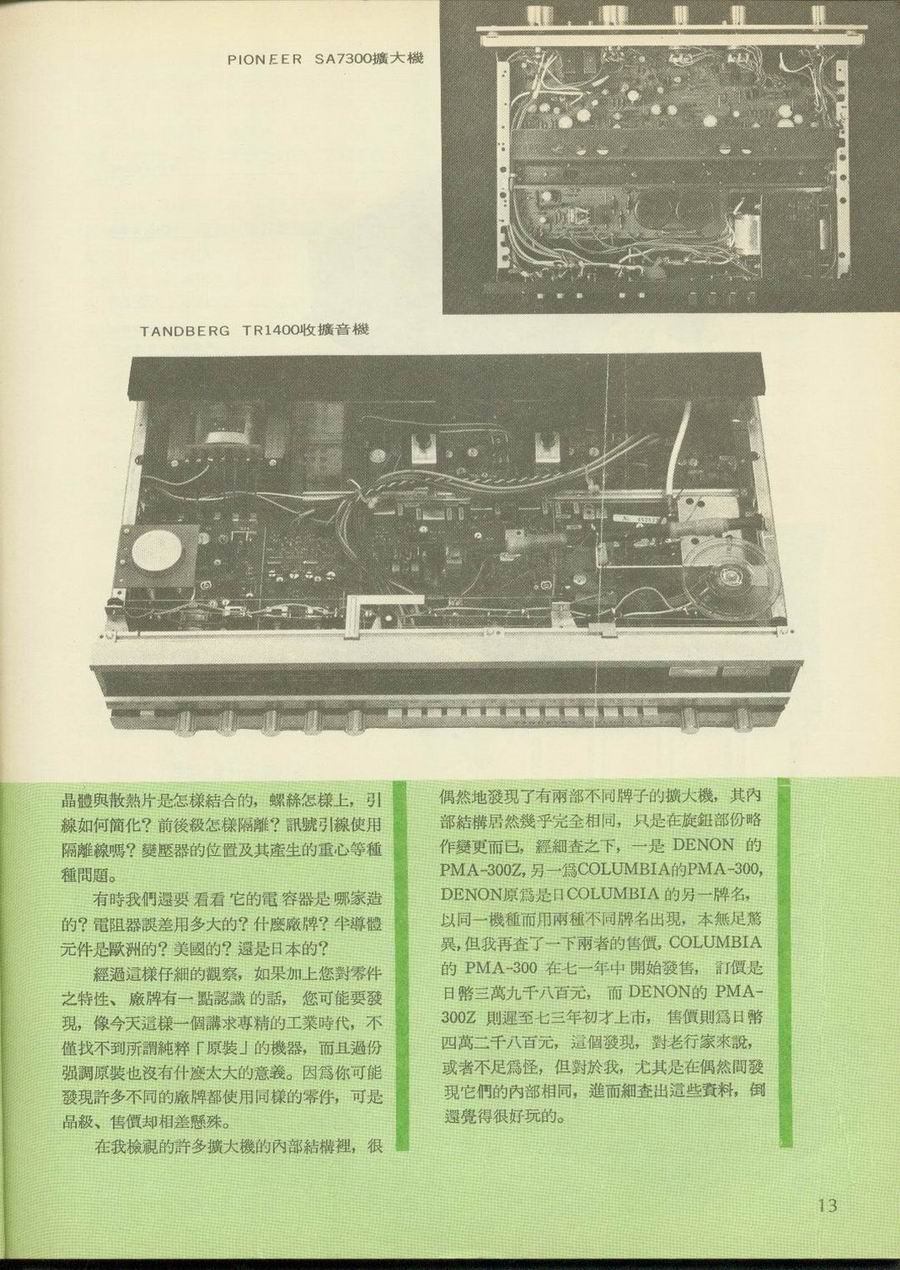 PIONEER SA7300擴大機
TANDBERG TR1400收擴音機
晶體與散熱片是怎樣結合的，螺絲怎樣上，引
線如何簡化？前後級怎樣隔離？訊號引線使用
隔離線嗎？變壓器的位置及其產生的重心等種
種問題。
有時我們還要看看它的電容器是哪家造
的？電阻器誤差用多大的？什麽廠牌？半導體
元件是歐洲的？美國的？還是日本的？
經過這樣仔細的觀察，如果加上您對零件
之特性、廠牌有一點認識的話，您可能要發
現，像今天這樣一個講求專精的工業時代，不
僅找不到所謂純粹「原裝」的機器，而且過份
强調原裝也沒有什麽太大的意義。因爲你可能
發現許多不同的廠牌都使用同樣的零件，可是
品級、售價却相差懸殊。
在我檢視的許多擴大機的內部結構裡，很
偶然地發現了有兩部不同牌子的擴大機，其內
部結構居然幾乎完全相同，只是在旋鈕部份略
作變更而已，經細查之下，一是 DENON 的
PMA-300Z, 另一爲COLUMBIA的PMA-300,
DENON原爲是日COLUMBIA 的另一牌名，
以同一機種而用兩種不同牌名出現，本無足驚
異，但我再查了一下兩者的售價，COLUMBIA
的 PMA-300 在七一年中開始發售，訂價是
日幣三萬九千八百元，而 DENON的 PMA-
300Z 則遲至七三年初才上市，售價則爲日幣
四萬二千八百元，這個發現，對老行家來說，
或者不足爲怪，但對於我，尤其是在偶然間發
現它們的內部相同，進而細查出這些資料，倒
還覺得很好玩的。
13